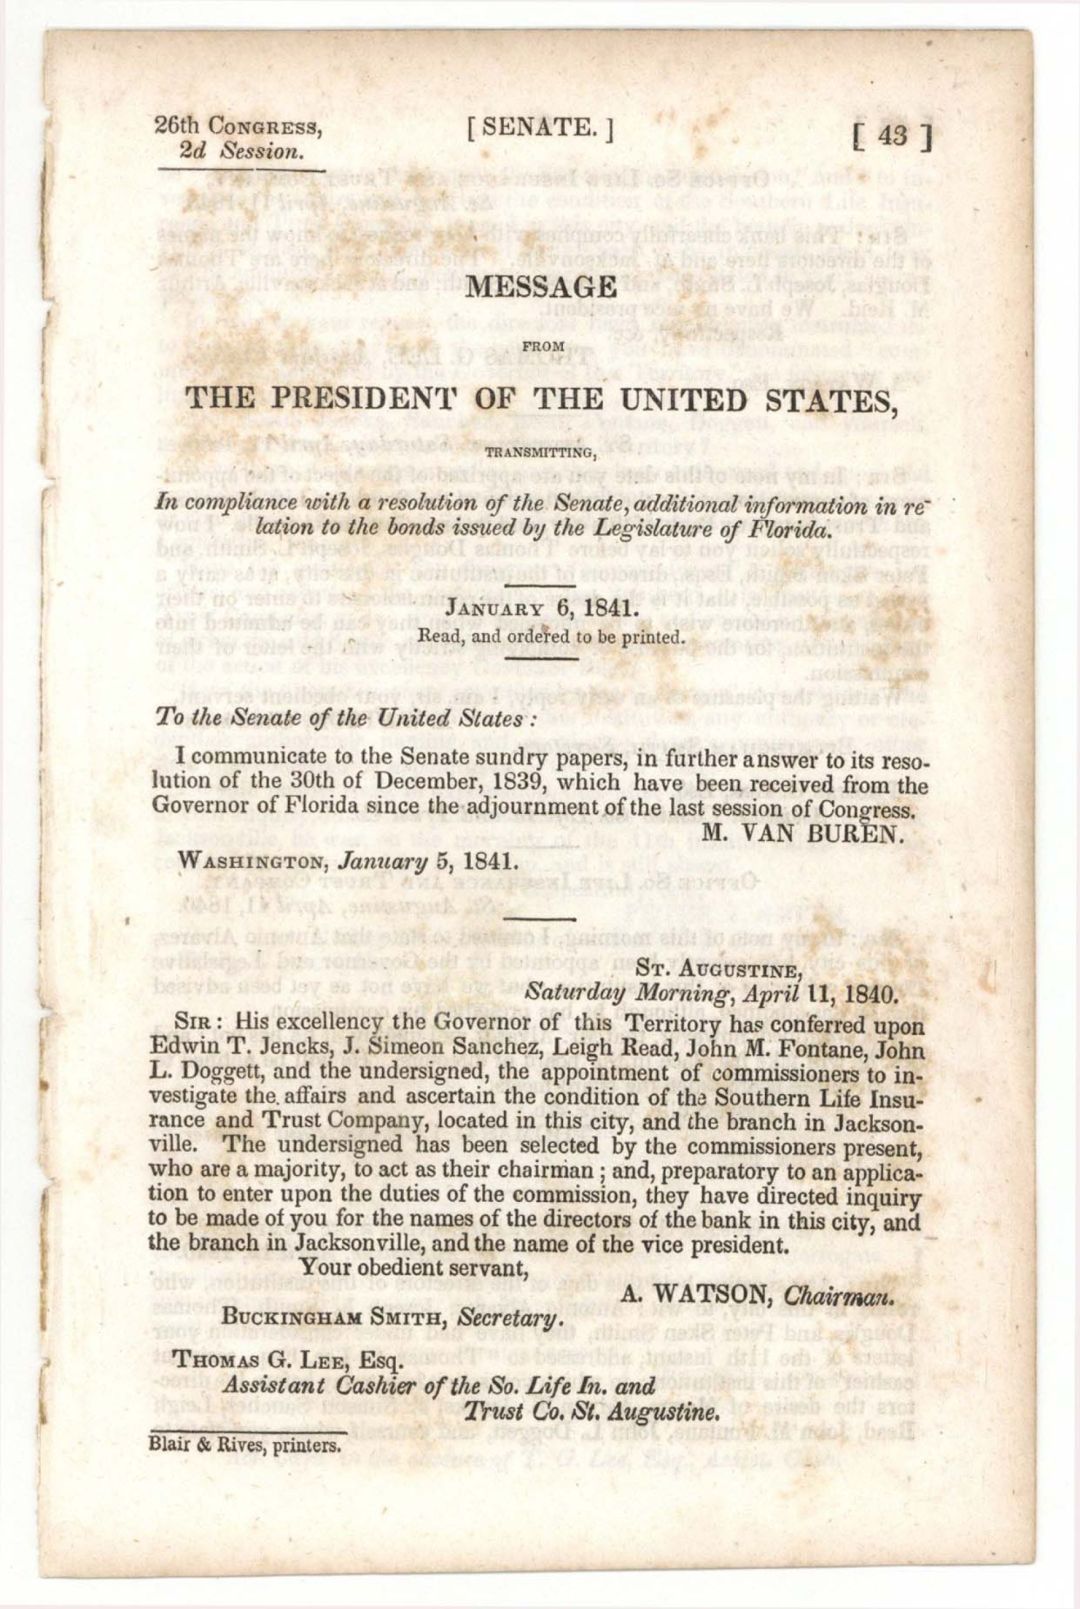 26th CONGRESS,
2d Session.
[ SENATE. ]
[ 43 ]
MESSAGE
FROM
THE PRESIDENT OF THE UNITED STATES,
TRANSMITTING,
In compliance with a resolution of the Senate, additional information in re-
lation to the bonds issued by the Legislature of Florida.
JANUARY 6, 1841.
Read, and ordered to be printed.
To the Senate of the United States :
I communicate to the Senate sundry papers, in further answer to its reso-
lution of the 30th of December, 1839, which have been received from the
Governor of Florida since the adjournment of the last session of Congress.
M. VAN BUREN.
WASHINGTON, January 5, 1841.
ST. AUGUSTINE,
Saturday Morning, April 11, 1840.
SIR : His excellency the Governor of this Territory has conferred upon
Edwin T. Jencks, J. Simeon Sanchez, Leigh Read, John M. Fontane, John
L. Doggett, and the undersigned, the appointment of commissioners to in-
vestigate the affairs and ascertain the condition of the Southern Life Insu-
rance and Trust Company, located in this city, and the branch in Jackson-
ville. The undersigned has been selected by the commissioners present,
who are a majority, to act as their chairman ; and, preparatory to an applica-
tion to enter upon the duties of the commission, they have directed inquiry
to be made of you for the names of the directors of the bank in this city, and
the branch in Jacksonville, and the name of the vice president.
Your obedient servant,
A. WATSON, Chairman.
BUCKINGHAM SMITH, Secretary.
THOMAS G. LEE, Esq.
Assistant Cashier of the So. Life In. and
Trust Co. St. Augustine.
Blair & Rives, printers.